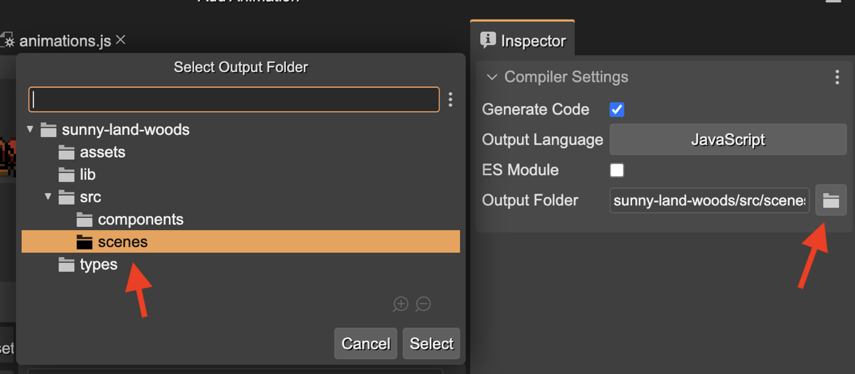 animations.js
Select Output Folder
sunny-land-woods
assets
lib
src
components
scenes
types
Cancel
Select
Inspector
Compiler Settings
Generate Code
Output Language
JavaScript
ES Module
Output Folder
sunny-land-woods/src/scene